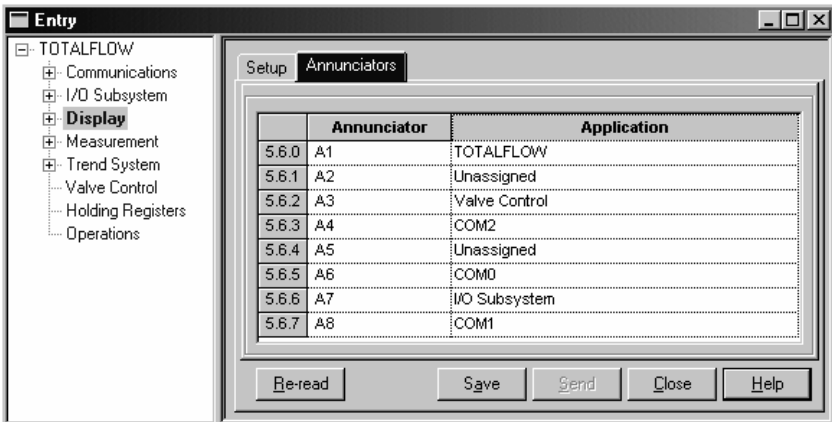 Entry
TOTALFLOW
Communications
I/O Subsystem
Display
Measurement
Trend System
Valve Control
Holding Registers
Operations
Setup Annunciators
Annunciator Application
5.6.0 A1 TOTALFLOW
5.6.1 A2 Unassigned
5.6.2 A3 Valve Control
5.6.3 A4 COM2
5.6.4 A5 Unassigned
5.6.5 A6 COM0
5.6.6 A7 I/O Subsystem
5.6.7 A8 COM1
Re-read Save Send Close Help